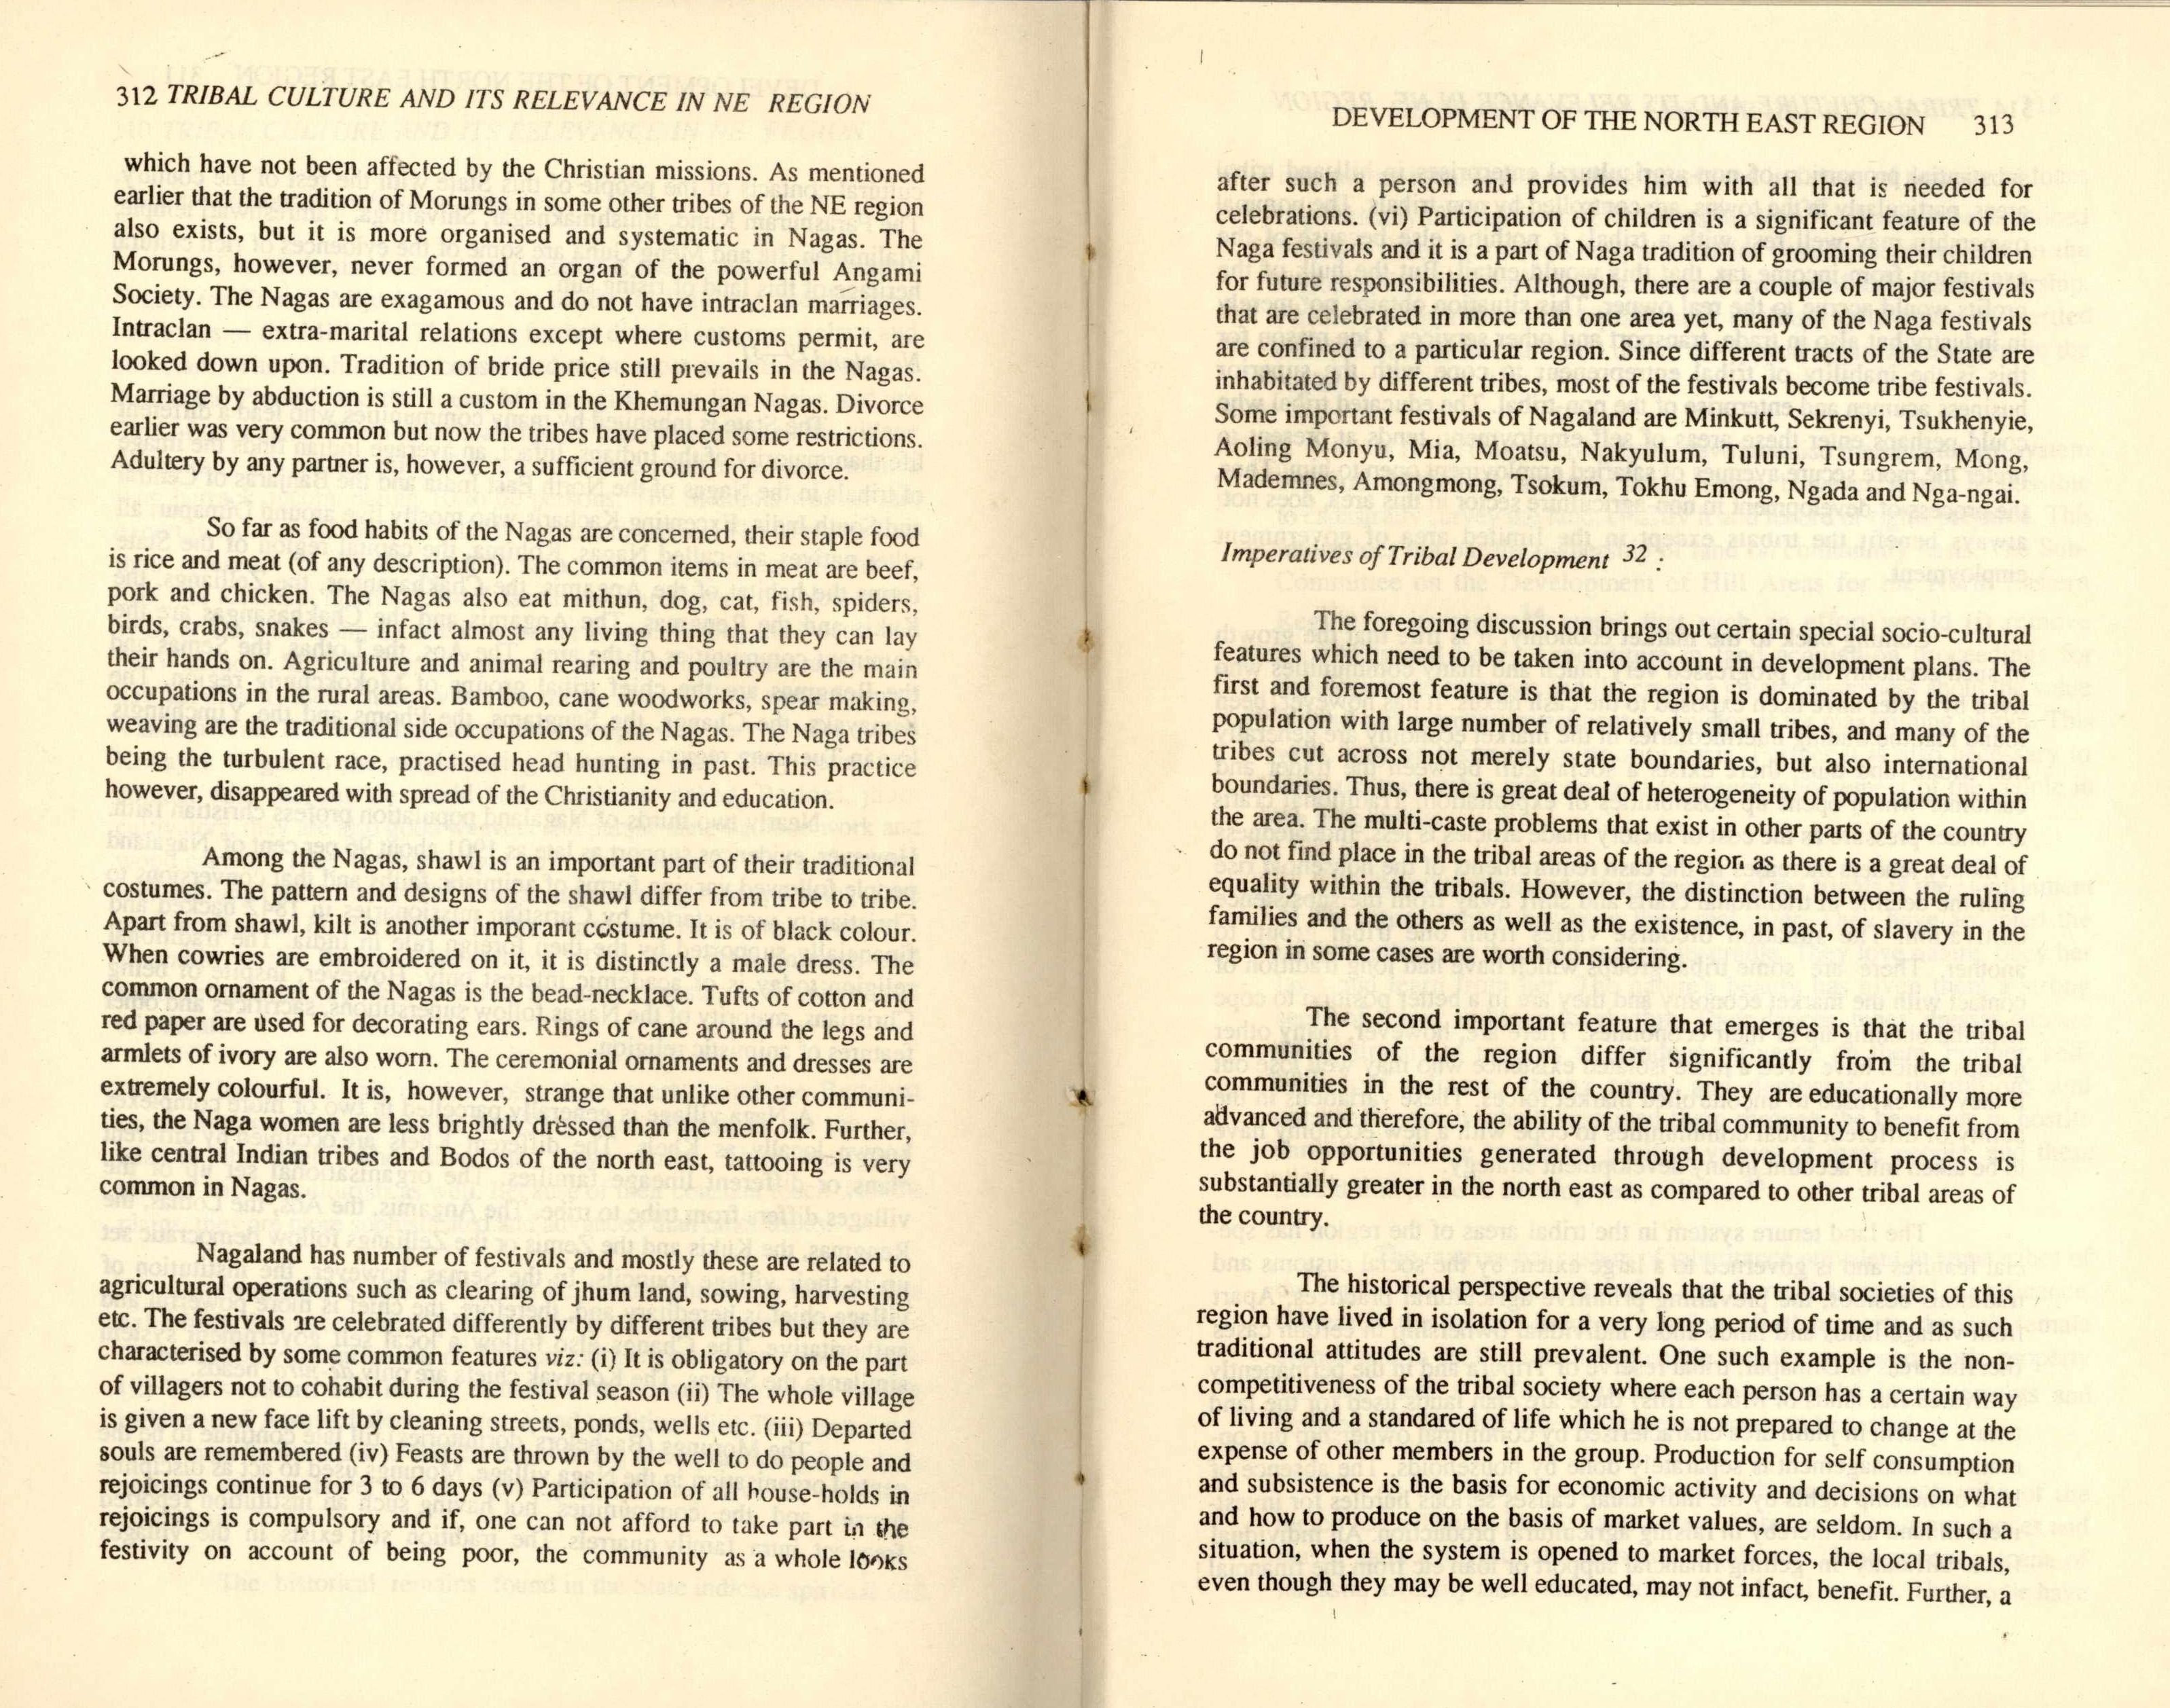 312 TRIBAL CULTURE AND ITS RELEVANCE IN NE REGION
which have not been affected by the Christian missions. As mentioned
earlier that the tradition of Morungs in some other tribes of the NE region
also exists, but it is more organised and systematic in Nagas. The
Morungs, however, never formed an organ of the powerful Angami
Society. The Nagas are exagamous and do not have intraclan marriages.
Intraclan — extra-marital relations except where customs permit, are
looked down upon. Tradition of bride price still prevails in the Nagas.
Marriage by abduction is still a custom in the Khemungan Nagas. Divorce
earlier was very common but now the tribes have placed some restrictions.
Adultery by any partner is, however, a sufficient ground for divorce.
So far as food habits of the Nagas are concerned, their staple food
is rice and meat (of any description). The common items in meat are beef,
pork and chicken. The Nagas also eat mithun, dog, cat, fish, spiders,
birds, crabs, snakes — infact almost any living thing that they can lay
their hands on. Agriculture and animal rearing and poultry are the main
occupations in the rural areas. Bamboo, cane woodworks, spear making,
weaving are the traditional side occupations of the Nagas. The Naga tribes
being the turbulent race, practised head hunting in past. This practice
however, disappeared with spread of the Christianity and education.
Among the Nagas, shawl is an important part of their traditional
costumes. The pattern and designs of the shawl differ from tribe to tribe.
Apart from shawl, kilt is another imporant costume. It is of black colour.
When cowries are embroidered on it, it is distinctly a male dress. The
common ornament of the Nagas is the bead-necklace. Tufts of cotton and
red paper are used for decorating ears. Rings of cane around the legs and
armlets of ivory are also worn. The ceremonial ornaments and dresses are
extremely colourful. It is, however, strange that unlike other communi-
ties, the Naga women are less brightly dressed than the menfolk. Further,
like central Indian tribes and Bodos of the north east, tattooing is very
common in Nagas.
Nagaland has number of festivals and mostly these are related to
agricultural operations such as clearing of jhum land, sowing, harvesting
etc. The festivals are celebrated differently by different tribes but they are
characterised by some common features viz: (i) It is obligatory on the part
of villagers not to cohabit during the festival season (ii) The whole village
is given a new face lift by cleaning streets, ponds, wells etc. (iii) Departed
souls are remembered (iv) Feasts are thrown by the well to do people and
rejoicings continue for 3 to 6 days (v) Participation of all house-holds in
rejoicings is compulsory and if, one can not afford to take part in the
festivity on account of being poor, the community as a whole looks
DEVELOPMENT OF THE NORTH EAST REGION 313
after such a person and provides him with all that is needed for
celebrations. (vi) Participation of children is a significant feature of the
Naga festivals and it is a part of Naga tradition of grooming their children
for future responsibilities. Although, there are a couple of major festivals
that are celebrated in more than one area yet, many of the Naga festivals
are confined to a particular region. Since different tracts of the State are
inhabitated by different tribes, most of the festivals become tribe festivals.
Some important festivals of Nagaland are Minkutt, Sekrenyi, Tsukhenyie,
Aoling Monyu, Mia, Moatsu, Nakyulum, Tuluni, Tsungrem, Mong,
Mademnes, Amongmong, Tsokum, Tokhu Emong, Ngada and Nga-ngai.
Imperatives of Tribal Development 32 :
The foregoing discussion brings out certain special socio-cultural
features which need to be taken into account in development plans. The
first and foremost feature is that the region is dominated by the tribal
population with large number of relatively small tribes, and many of the
tribes cut across not merely state boundaries, but also international
boundaries. Thus, there is great deal of heterogeneity of population within
the area. The multi-caste problems that exist in other parts of the country
do not find place in the tribal areas of the region as there is a great deal of
equality within the tribals. However, the distinction between the ruling
families and the others as well as the existence, in past, of slavery in the
region in some cases are worth considering.
The second important feature that emerges is that the tribal
communities of the region differ significantly from the tribal
communities in the rest of the country. They are educationally more
advanced and therefore, the ability of the tribal community to benefit from
the job opportunities generated through development process is
substantially greater in the north east as compared to other tribal areas of
the country.
The historical perspective reveals that the tribal societies of this
region have lived in isolation for a very long period of time and as such
traditional attitudes are still prevalent. One such example is the non-
competitiveness of the tribal society where each person has a certain way
of living and a standared of life which he is not prepared to change at the
expense of other members in the group. Production for self consumption
and subsistence is the basis for economic activity and decisions on what
and how to produce on the basis of market values, are seldom. In such a
situation, when the system is opened to market forces, the local tribals,
even though they may be well educated, may not infact, benefit. Further, a